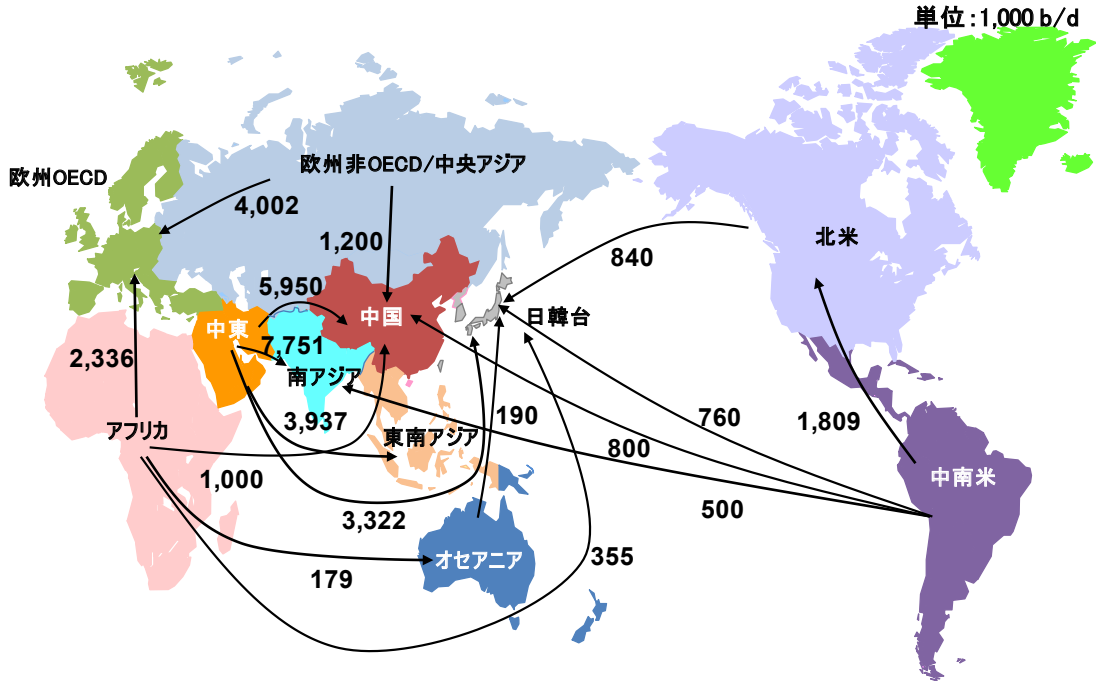 単位：1,000 b/d
欧州OECD
欧州非OECD/中央アジア
4,002
1,200
北米
840
5,950
中東
中国
日韓台
7,751
2,336
南アジア
アフリカ
3,937
190
760
1,809
東南アジア
800
1,000
中南米
3,322
500
オセアニア
355
179